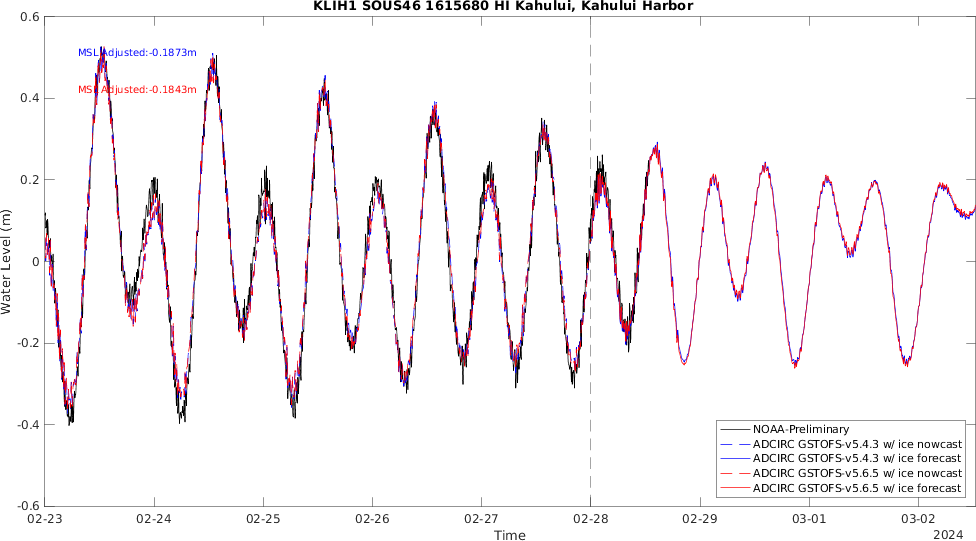 KLIH1 SOUS46 1615680 HI Kahului, Kahului Harbor
0.6
0.4
0.2
0
-0.2
-0.4
-0.6
Water Level (m)
MSL Adjusted:-0.1873m
MSL Adjusted:-0.1843m
NOAA-Preliminary
ADCIRC GSTOFS-v5.4.3 w/ ice nowcast
ADCIRC GSTOFS-v5.4.3 w/ ice forecast
ADCIRC GSTOFS-v5.6.5 w/ ice nowcast
ADCIRC GSTOFS-v5.6.5 w/ ice forecast
02-23 02-24 02-25 02-26 02-27 02-28 02-29 03-01 03-02
Time
2024